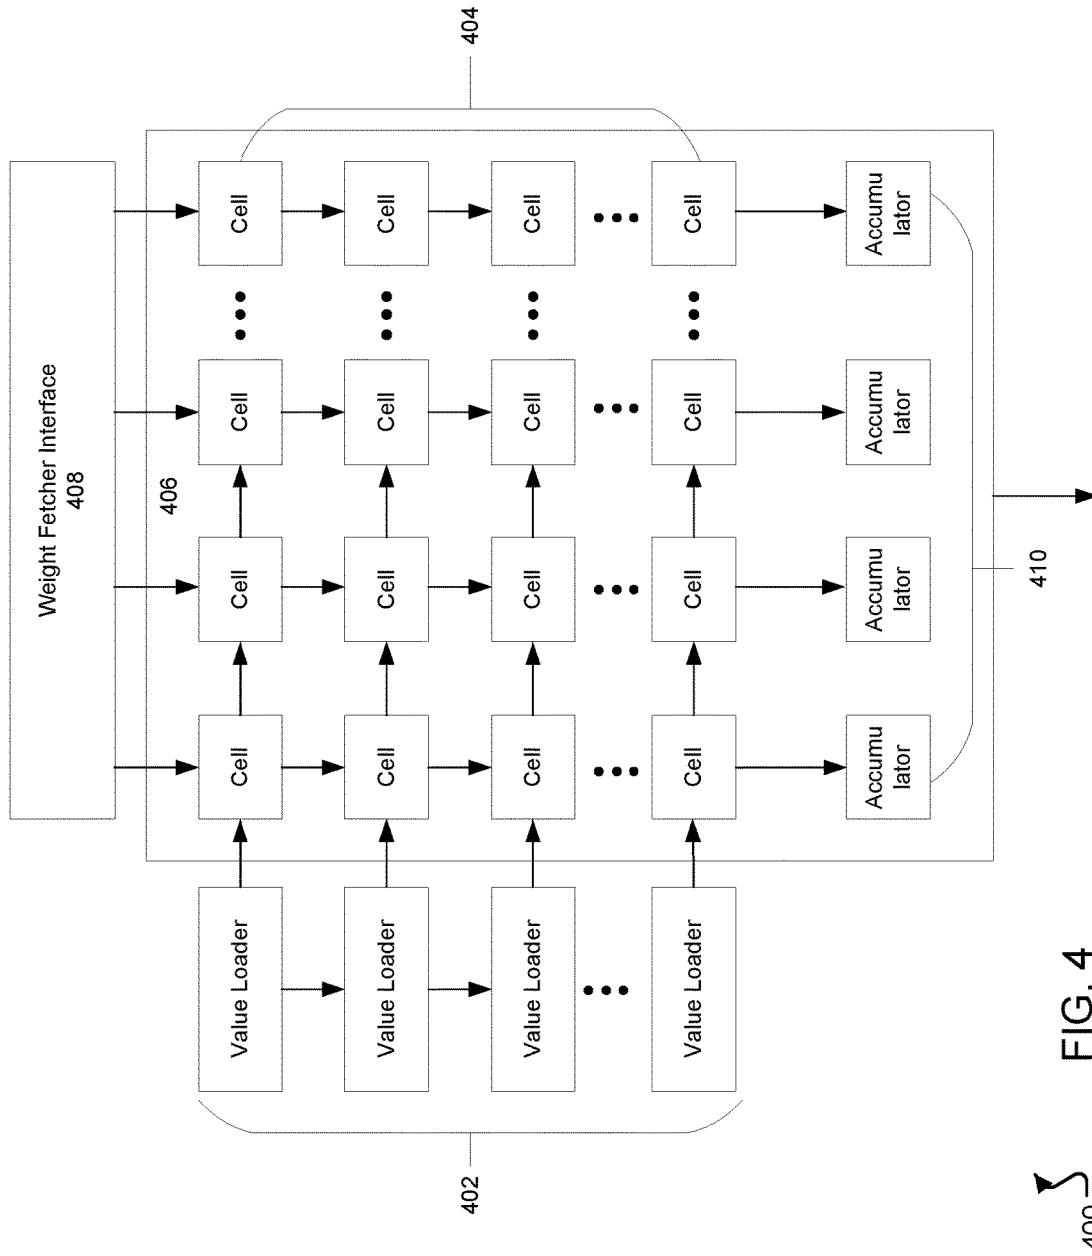 Weight Fetcher Interface
408
406
Value Loader
Cell
Cell
Cell
Cell
Value Loader
Cell
Cell
Cell
Cell
402
404
Value Loader
Cell
Cell
Cell
Cell
Value Loader
Cell
Cell
Cell
Cell
Accumu
lator
Accumu
lator
Accumu
lator
Accumu
lator
410
400
FIG. 4